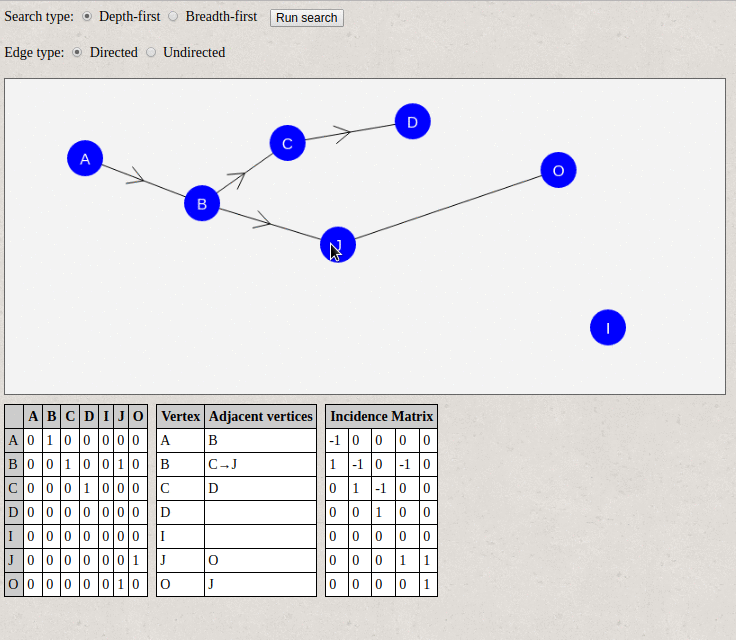 Search type: Depth-first Breadth-first Run search
Edge type: Directed Undirected
D
C
A
O
B
J
I
A B C D I J O
A 0 1 0 0 0 0 0
B 0 0 1 0 0 1 0
C 0 0 0 1 0 0 0
D 0 0 0 0 0 0 0
I 0 0 0 0 0 0 0
J 0 0 0 0 0 0 1
O 0 0 0 0 0 1 0
Vertex Adjacent vertices
A B
B C→J
C D
D
I
J O
O J
Incidence Matrix
-1 0 0 0 0
1 -1 0 -1 0
0 1 -1 0 0
0 0 1 0 0
0 0 0 0 0
0 0 0 1 1
0 0 0 0 1